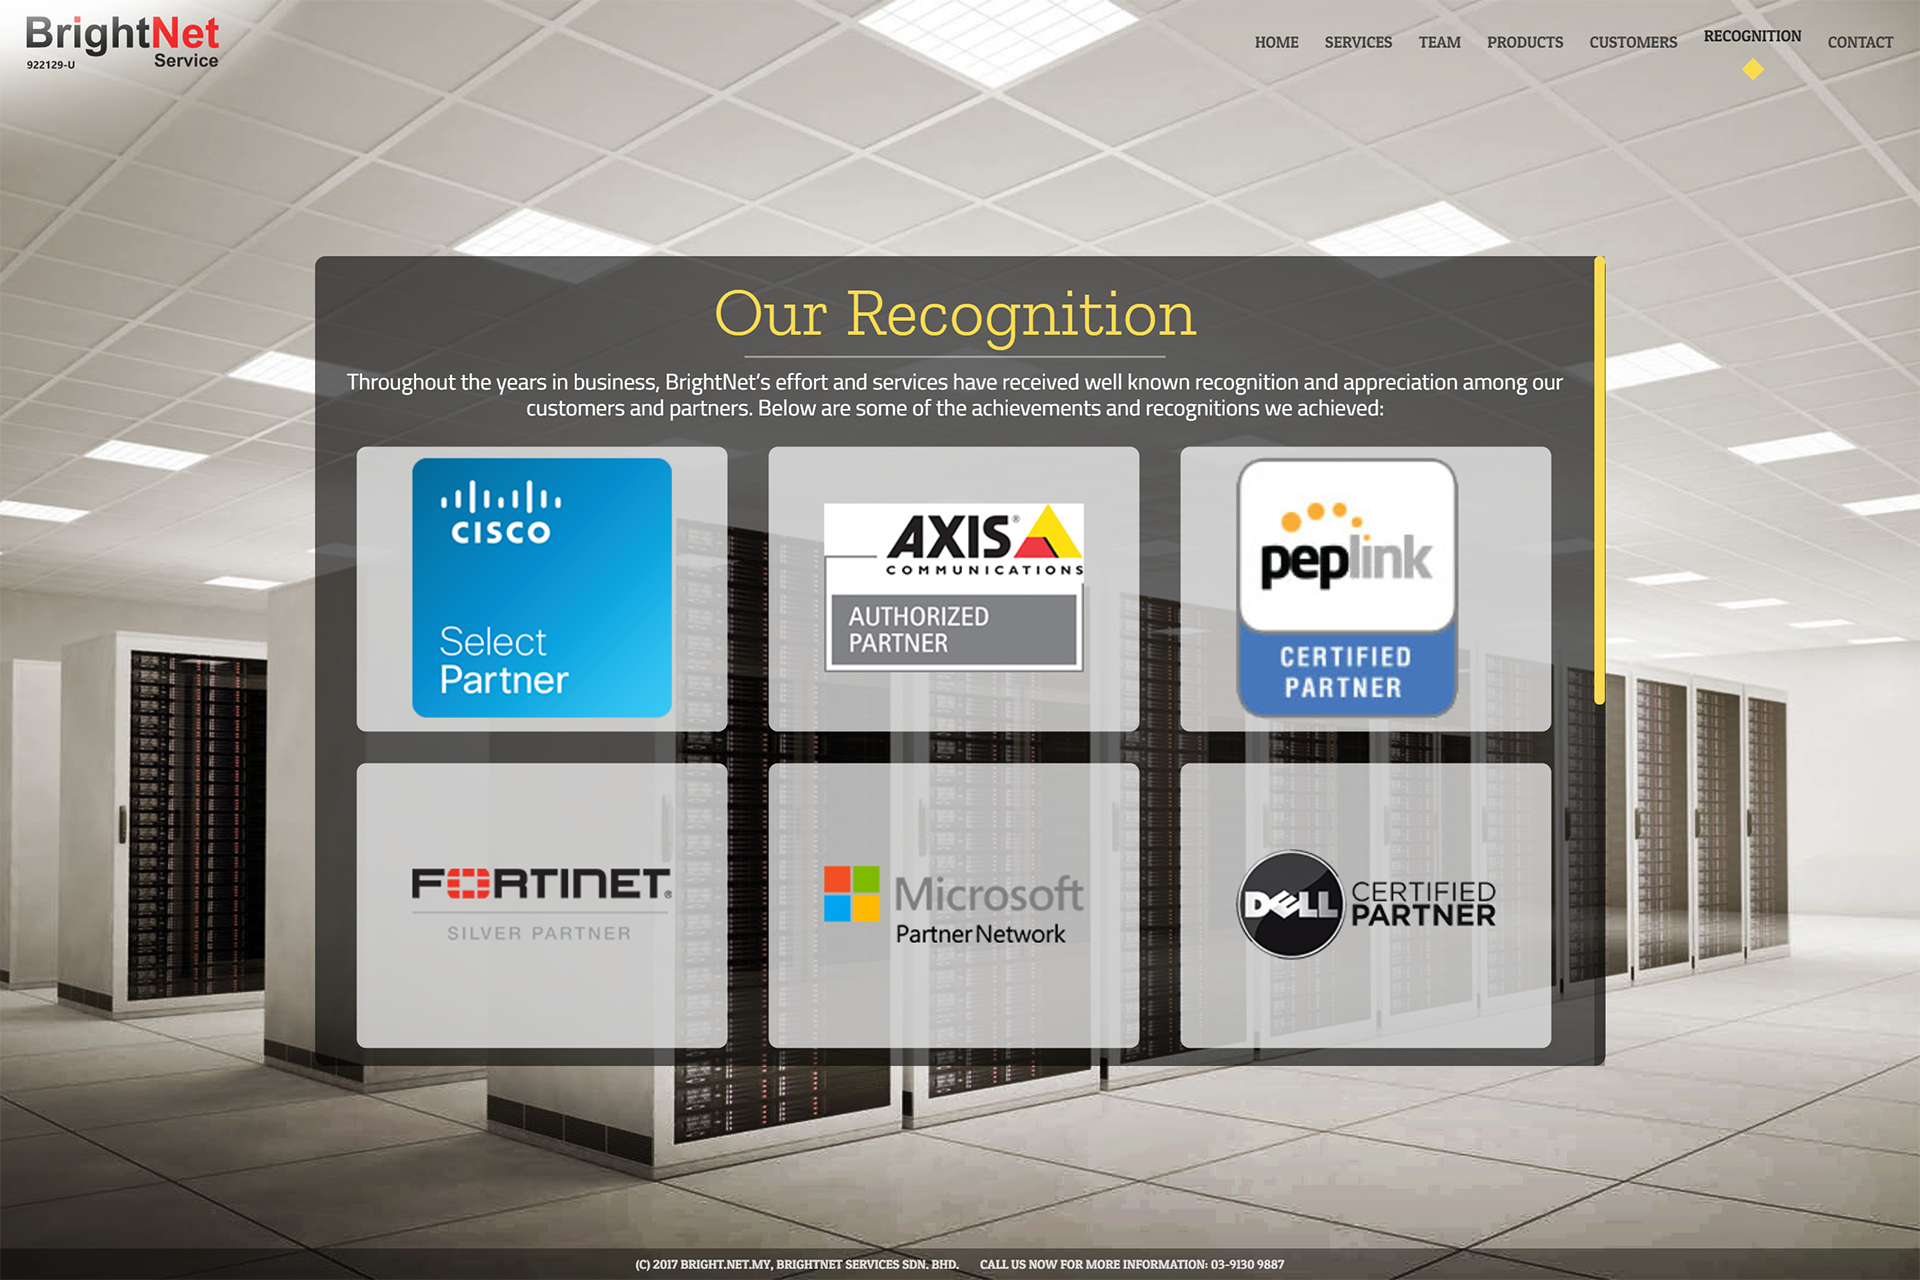 BrightNet
Service
922129-U
HOME SERVICES TEAM PRODUCTS CUSTOMERS RECOGNITION CONTACT
Our Recognition
Throughout the years in business, BrightNet's effort and services have received well known recognition and appreciation among our
customers and partners. Below are some of the achievements and recognitions we achieved:
CISCO
Select
Partner
AXIS®
COMMUNICATIONS
AUTHORIZED
PARTNER
peplink
CERTIFIED
PARTNER
FORTINET®
SILVER PARTNER
Microsoft
Partner Network
DELL
CERTIFIED
PARTNER
(C) 2017 BRIGHT.NET.MY, BRIGHTNET SERVICES SDN. BHD. CALL US NOW FOR MORE INFORMATION: 03-9130 9887